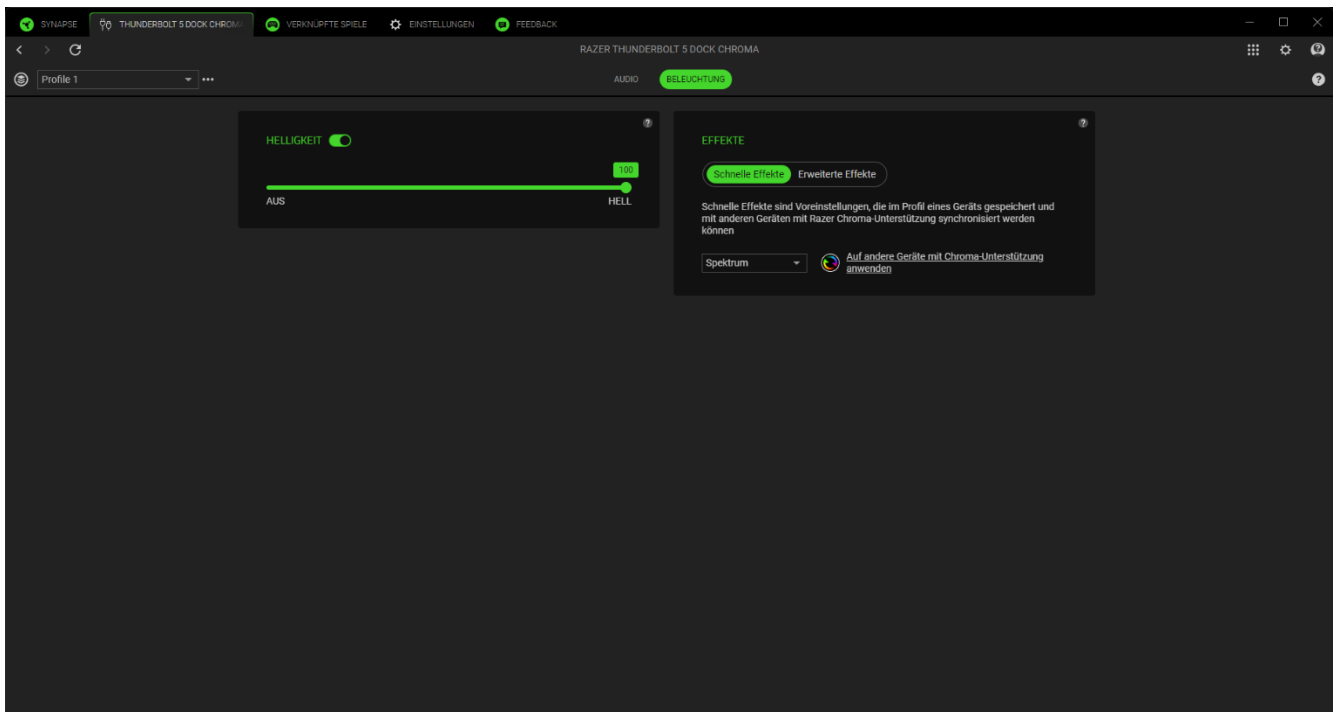 SYNAPSE
THUNDERBOLT 5 DOCK CHROMA
VERKNÜPFTE SPIELE
EINSTELLUNGEN
FEEDBACK
RAZER THUNDERBOLT 5 DOCK CHROMA
Profile 1
AUDIO
BELEUCHTUNG
HELLIGKEIT
100
AUS
HELL
EFFEKTE
Schnelle Effekte
Erweiterte Effekte
Schnelle Effekte sind Voreinstellungen, die im Profil eines Geräts gespeichert und
mit anderen Geräten mit Razer Chroma-Unterstützung synchronisiert werden
können
Spektrum
Auf andere Geräte mit Chroma-Unterstützung
anwenden